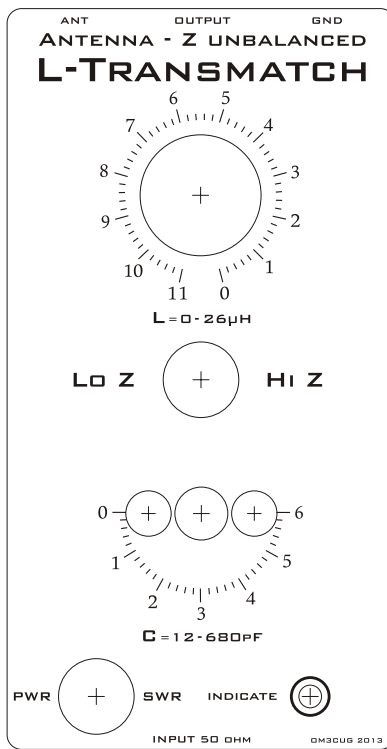 ANT OUTPUT GND
ANTENNA - Z UNBALANCED
L-TRANSMATCH
6 5
7 4
8 3
9 2
10 1
11 0
L=0-26µH
LO Z HI Z
0 6
1 5
2 4
3
C=12-680PF
PWR SWR INDICATE
INPUT 50 OHM OM3CUG 2013